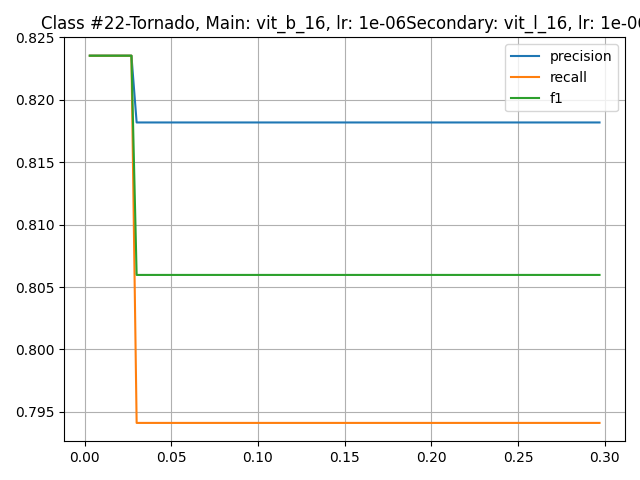 Class #22-Tornado, Main: vit_b_16, lr: 1e-06Secondary: vit_l_16, lr: 1e-0
0.825
0.820
0.815
0.810
0.805
0.800
0.795
precision
recall
f1
0.00 0.05 0.10 0.15 0.20 0.25 0.30